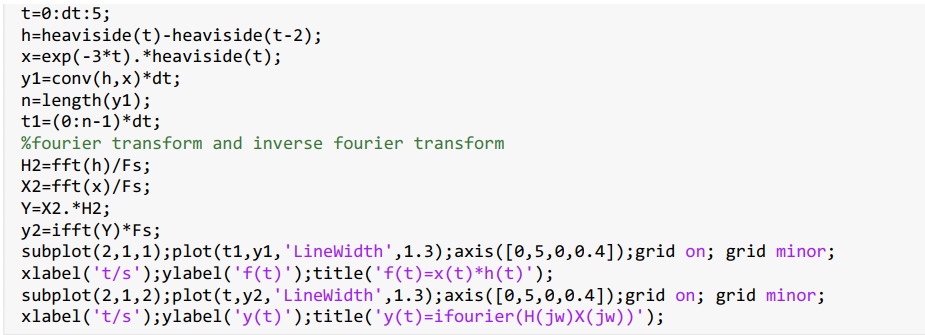 t=0:dt:5;
h=heaviside(t)-heaviside(t-2);
x=exp(-3*t).*heaviside(t);
y1=conv(h,x)*dt;
n=length(y1);
t1=(0:n-1)*dt;
%fourier transform and inverse fourier transform
H2=fft(h)/Fs;
X2=fft(x)/Fs;
Y=X2.*H2;
y2=ifft(Y)*Fs;
subplot(2,1,1);plot(t1,y1,'LineWidth',1.3);axis([0,5,0,0.4]);grid on; grid minor;
xlabel('t/s');ylabel('f(t)');title('f(t)=x(t)*h(t)');
subplot(2,1,2);plot(t,y2,'LineWidth',1.3);axis([0,5,0,0.4]);grid on; grid minor;
xlabel('t/s');ylabel('y(t)');title('y(t)=ifourier(H(jw)X(jw))');